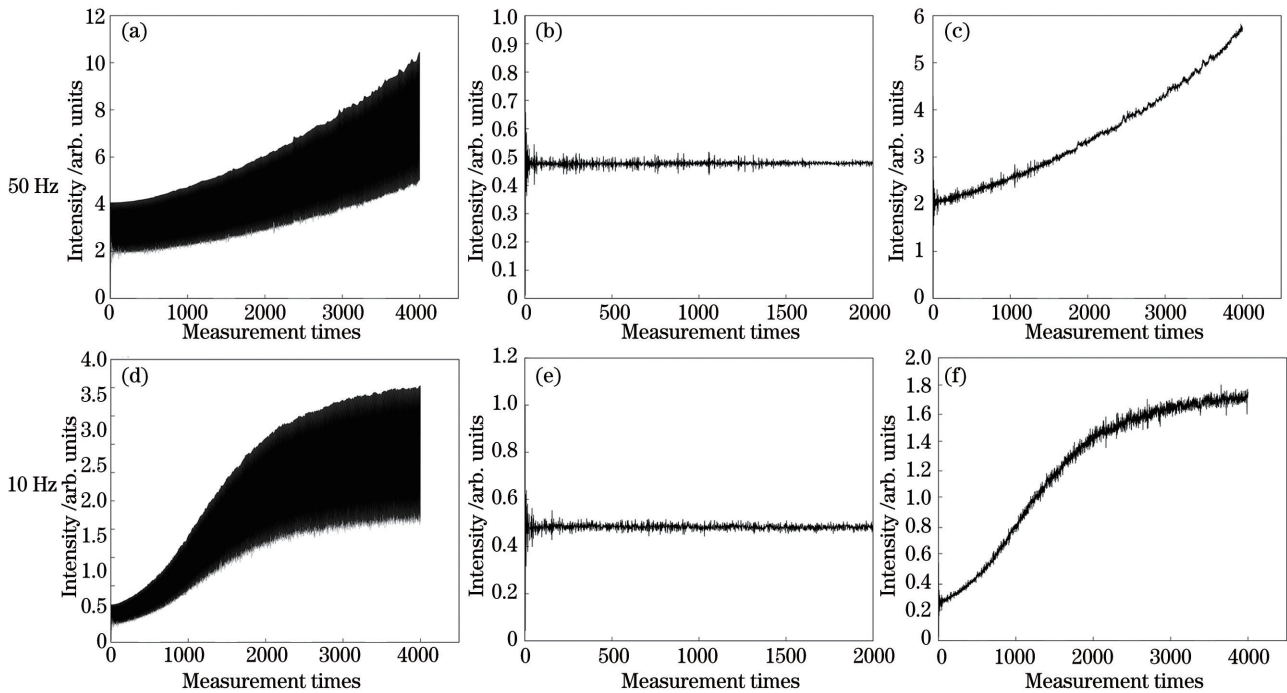 50 Hz
(a)
Intensity /arb. units
12
10
8
6
4
2
0
0 1000 2000 3000 4000
Measurement times
(b)
Intensity /arb. units
1.0
0.9
0.8
0.7
0.6
0.5
0.4
0.3
0.2
0.1
0
0 500 1000 1500 2000
Measurement times
(c)
Intensity /arb. units
6
5
4
3
2
1
0
0 1000 2000 3000 4000
Measurement times
10 Hz
(d)
Intensity /arb. units
4.0
3.5
3.0
2.5
2.0
1.5
1.0
0.5
0
0 1000 2000 3000 4000
Measurement times
(e)
Intensity /arb. units
1.2
1.0
0.8
0.6
0.4
0.2
0
0 500 1000 1500 2000
Measurement times
(f)
Intensity /arb. units
2.0
1.8
1.6
1.4
1.2
1.0
0.8
0.6
0.4
0.2
0
0 1000 2000 3000 4000
Measurement times